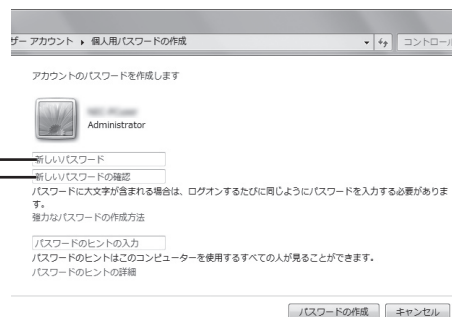 ザー アカウント ▸ 個人用パスワードの作成
コントロール
アカウントのパスワードを作成します
Administrator
新しいパスワード
新しいパスワードの確認
パスワードに大文字が含まれる場合は、ログオンするたびに同じようにパスワードを入力する必要がありま
す。
強力なパスワードの作成方法
パスワードのヒントの入力
パスワードのヒントはこのコンピューターを使用するすべての人が見ることができます。
パスワードのヒントの詳細
パスワードの作成 キャンセル